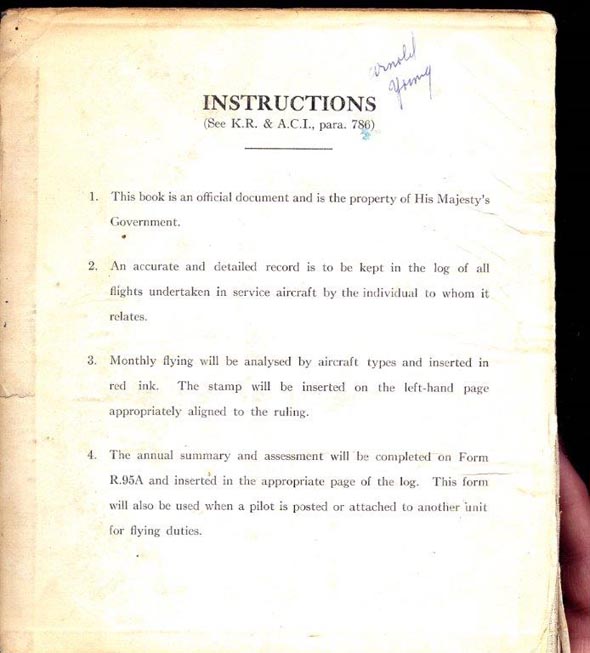 Arnold
Young
INSTRUCTIONS
(See K.R. & A.C.I., para. 786)
1. This book is an official document and is the property of His Majesty's
Government.
2. An accurate and detailed record is to be kept in the log of all
flights undertaken in service aircraft by the individual to whom it
relates.
3. Monthly flying will be analysed by aircraft types and inserted in
red ink. The stamp will be inserted on the left-hand page
appropriately aligned to the ruling.
4. The annual summary and assessment will be completed on Form
R.95A and inserted in the appropriate page of the log. This form
will also be used when a pilot is posted or attached to another unit
for flying duties.